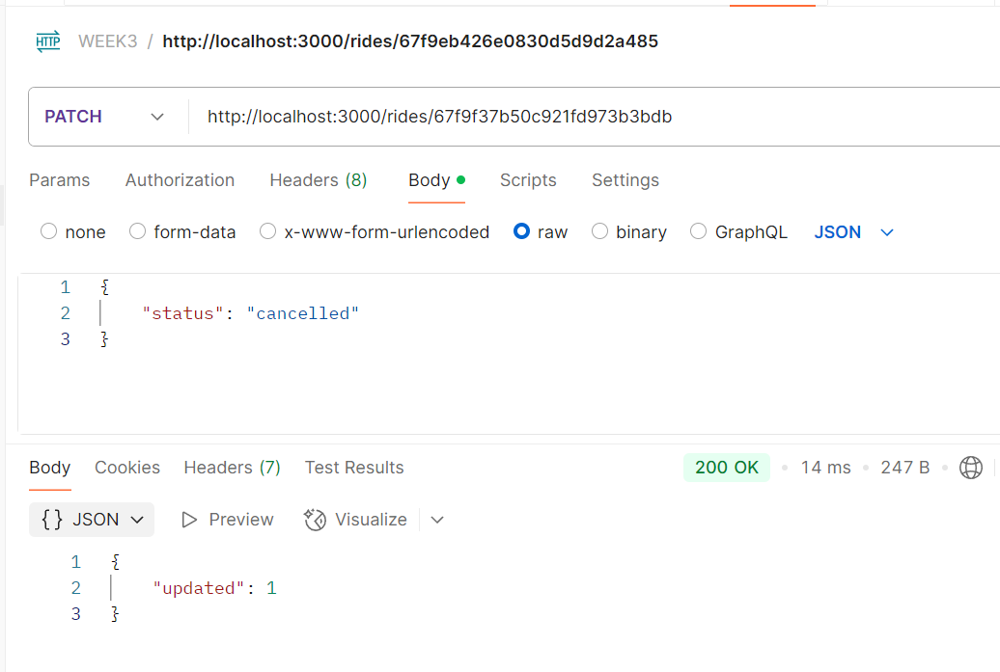 HTTP WEEK3 / http://localhost:3000/rides/67f9eb426e0830d5d9d2a485
PATCH http://localhost:3000/rides/67f9f37b50c921fd973b3bdb
Params Authorization Headers (8) Body Scripts Settings
none form-data x-www-form-urlencoded raw binary GraphQL JSON
1 {
2 "status": "cancelled"
3 }
Body Cookies Headers (7) Test Results 200 OK 14 ms 247 B
{} JSON Preview Visualize
1 {
2 "updated": 1
3 }